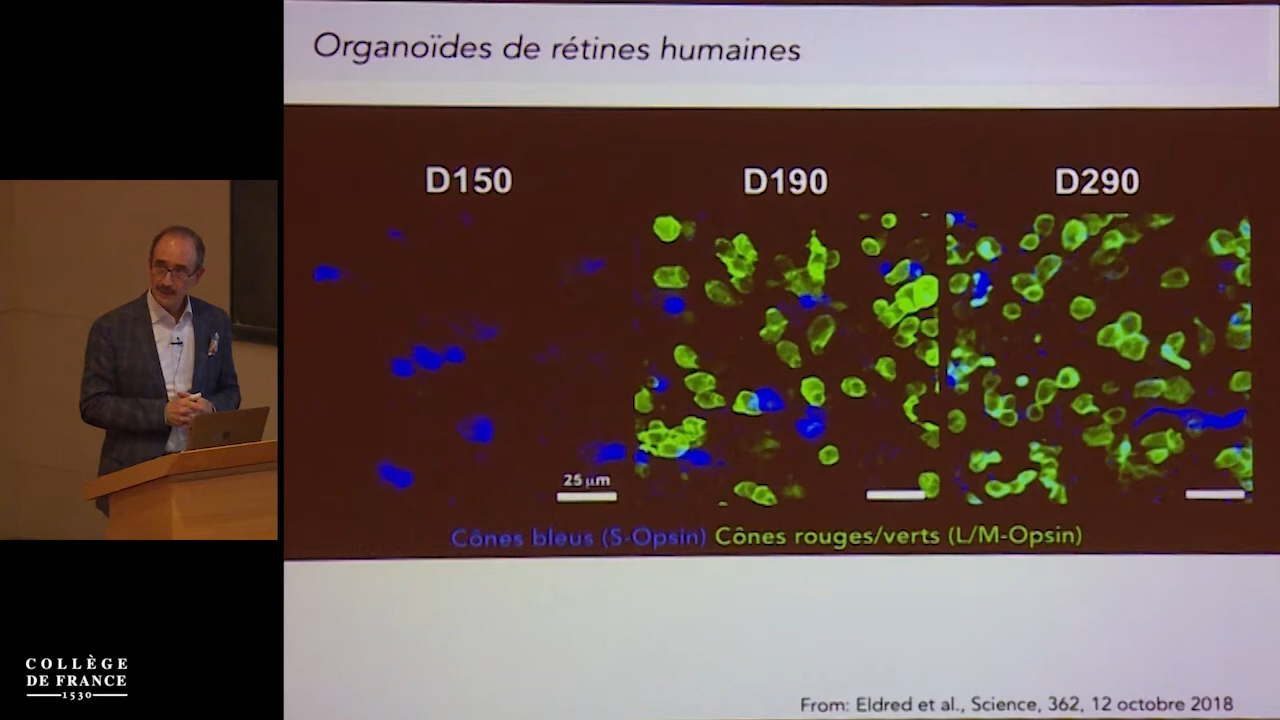 Organoïdes de rétines humaines
D150
D190
D290
25 µm
Cônes bleus (S-Opsin) Cônes rouges/verts (L/M-Opsin)
From: Eldred et al., Science, 362, 12 octobre 2018
COLLÈGE
DE FRANCE
1530